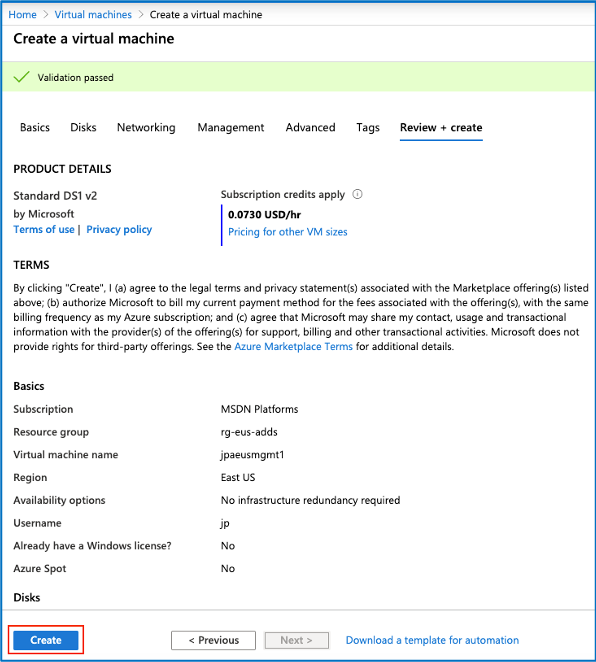 Home > Virtual machines > Create a virtual machine
Create a virtual machine
Validation passed
Basics Disks Networking Management Advanced Tags Review + create
PRODUCT DETAILS
Standard DS1 v2
by Microsoft
Terms of use | Privacy policy
Subscription credits apply
0.0730 USD/hr
Pricing for other VM sizes
TERMS
By clicking "Create", I (a) agree to the legal terms and privacy statement(s) associated with the Marketplace offering(s) listed
above; (b) authorize Microsoft to bill my current payment method for the fees associated with the offering(s), with the same
billing frequency as my Azure subscription; and (c) agree that Microsoft may share my contact, usage and transactional
information with the provider(s) of the offering(s) for support, billing and other transactional activities. Microsoft does not
provide rights for third-party offerings. See the Azure Marketplace Terms for additional details.
Basics
Subscription MSDN Platforms
Resource group rg-eus-adds
Virtual machine name jpaeusmgmt1
Region East US
Availability options No infrastructure redundancy required
Username jp
Already have a Windows license? No
Azure Spot No
Disks
Create < Previous Next > Download a template for automation